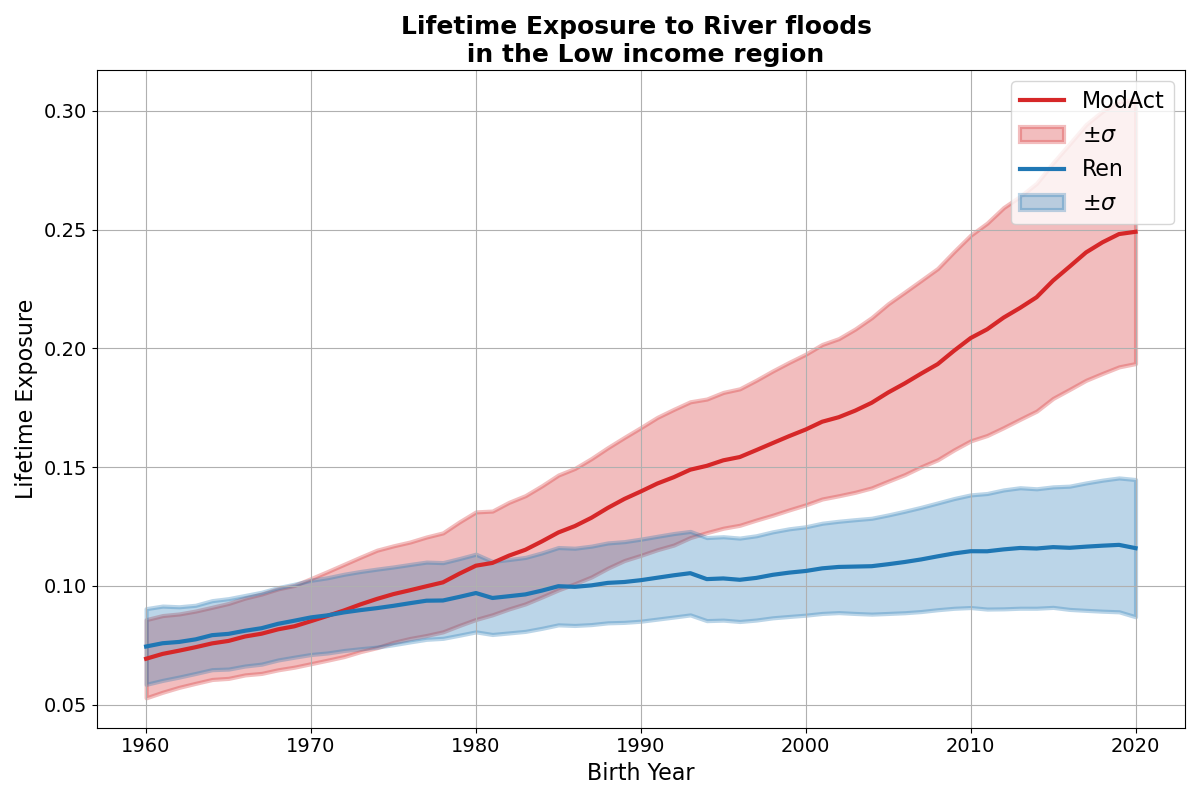 Lifetime Exposure to River floods
in the Low income region
Lifetime Exposure
0.30
0.25
0.20
0.15
0.10
0.05
ModAct
±σ
Ren
±σ
1960 1970 1980 1990 2000 2010 2020
Birth Year